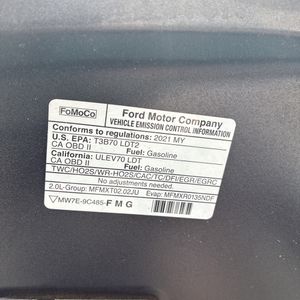 FoMoCo
Ford Motor Company
VEHICLE EMISSION CONTROL INFORMATION
Conforms to regulations: 2021 MY
U.S. EPA: T3B70 LDT2
CA OBD II Fuel: Gasoline
California: ULEV70 LDT
CA OBD II Fuel: Gasoline
TWC/HO2S/WR-HO2S/CAC/TC/DFI/EGR/EGRC
No adjustments needed.
2.0L-Group: MFMXT02.02JU Evap: MFMXR0135NDF
MW7E-9C485-FMG